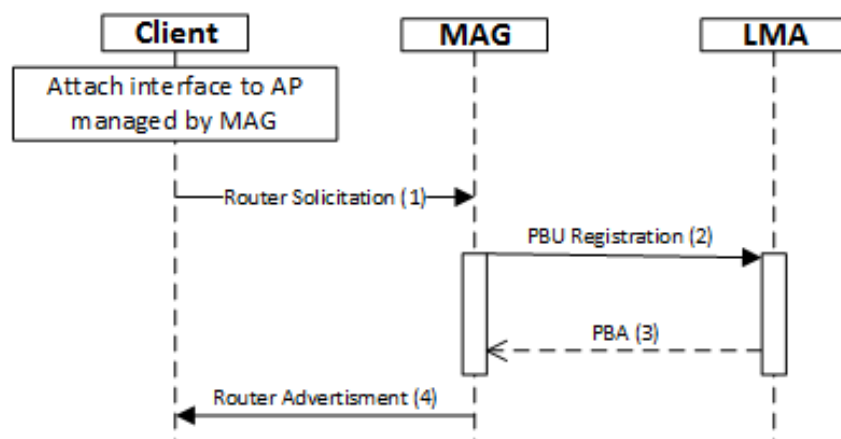 Client
MAG
LMA
Attach interface to AP
managed by MAG
Router Solicitation (1)
PBU Registration (2)
PBA (3)
Router Advertisment (4)